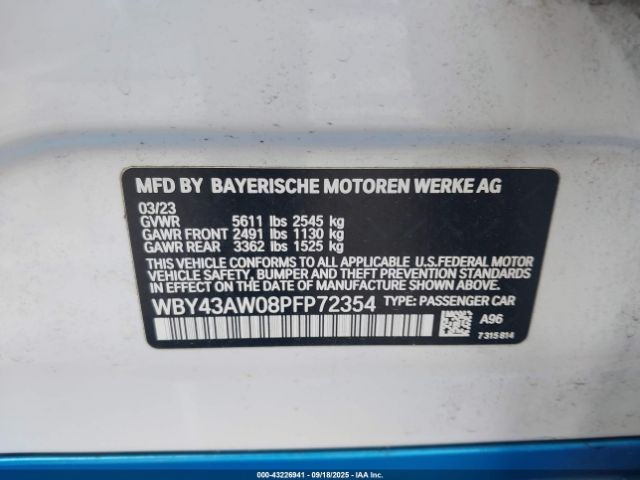 MFD BY BAYERISCHE MOTOREN WERKE AG
03/23
GVWR 5611 lbs 2545 kg
GAWR FRONT 2491 lbs 1130 kg
GAWR REAR 3362 lbs 1525 kg
THIS VEHICLE CONFORMS TO ALL APPLICABLE U.S.FEDERAL MOTOR
VEHICLE SAFETY, BUMPER AND THEFT PREVENTION STANDARDS
IN EFFECT ON THE DATE OF MANUFACTURE SHOWN ABOVE.
WBY43AW08PFP72354 TYPE: PASSENGER CAR
A96
7315814
000-43226941 - 09/18/2025 - IAA Inc.